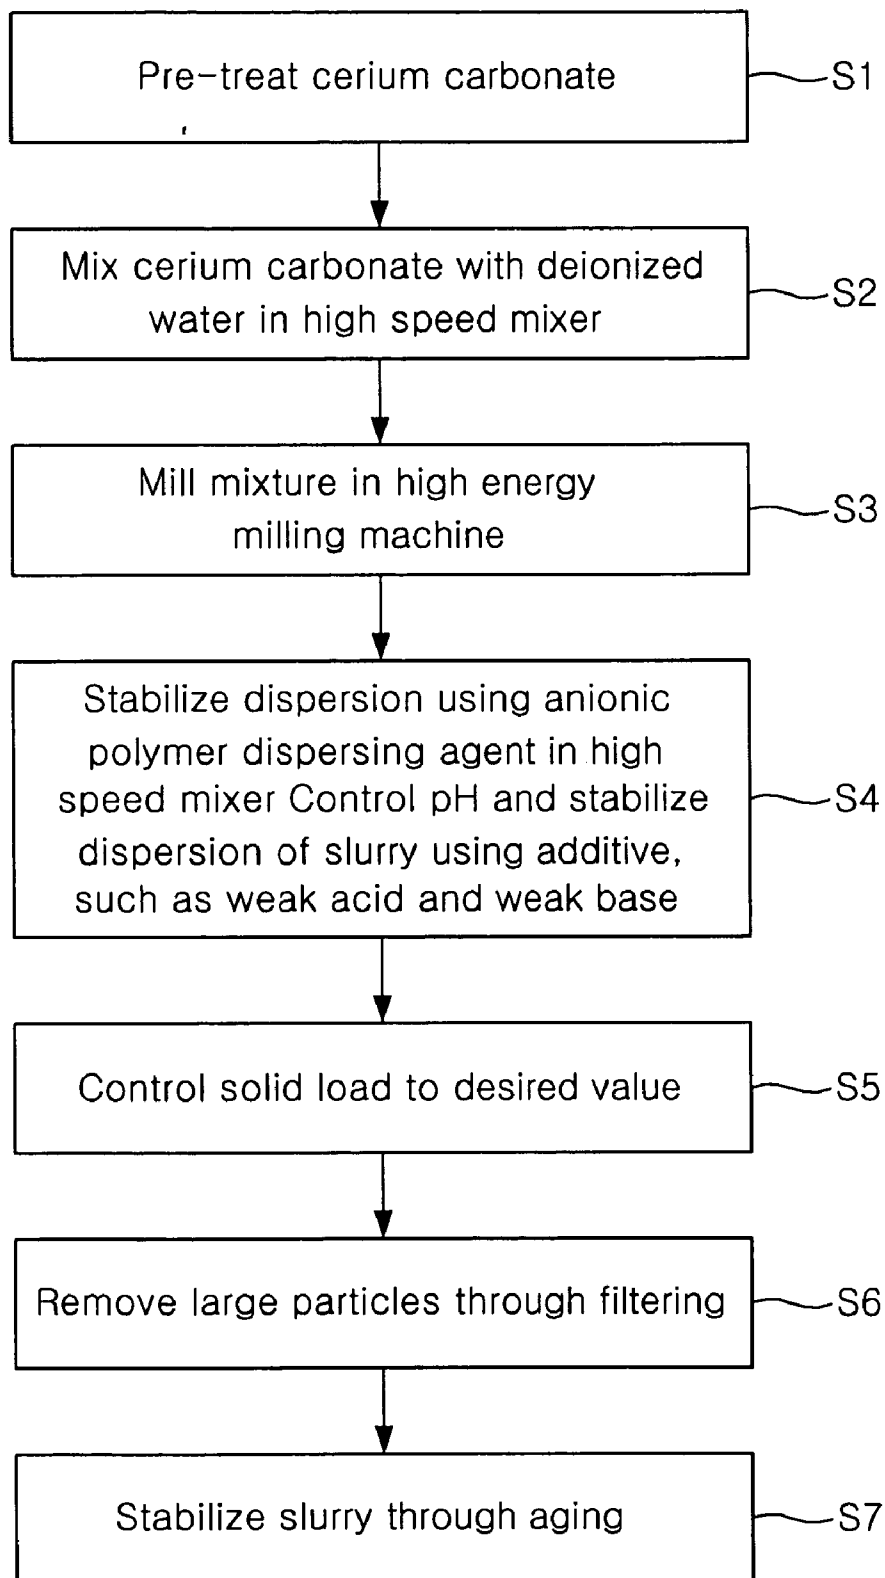 Pre-treat cerium carbonate
S1
Mix cerium carbonate with deionized
water in high speed mixer
S2
Mill mixture in high energy
milling machine
S3
Stabilize dispersion using anionic
polymer dispersing agent in high
speed mixer Control pH and stabilize
dispersion of slurry using additive,
such as weak acid and weak base
S4
Control solid load to desired value
S5
Remove large particles through filtering
S6
Stabilize slurry through aging
S7